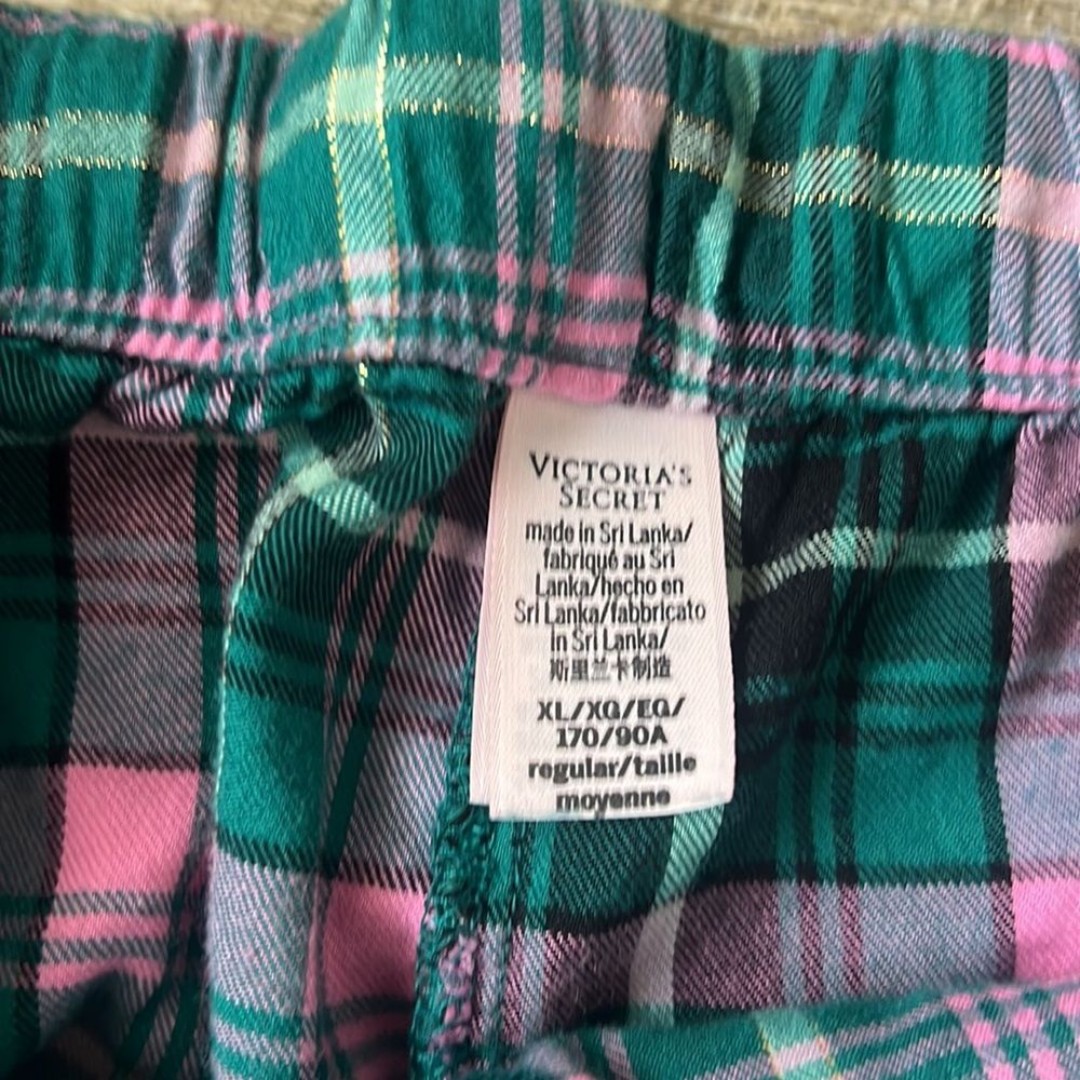 VICTORIA'S
SECRET
made in Sri Lanka/
fabriqué au Sri
Lanka/hecho en
Sri Lanka/fabbricato
in Sri Lanka/
斯里兰卡制造
XL/XG/EG/
170/90A
regular/taille
moyenne